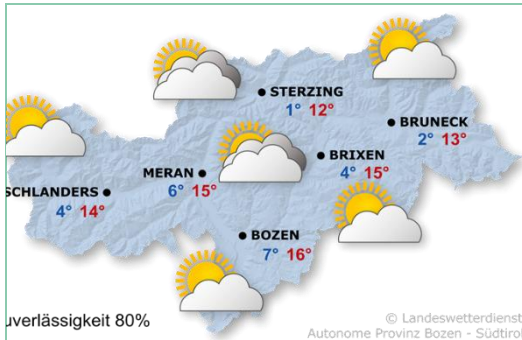 STERZING
1° 12°
BRUNECK
2° 13°
BRIXEN
4° 15°
MERAN
6° 15°
SCHLANDERS
4° 14°
BOZEN
7° 16°
uverlässigkeit 80%
© Landeswetterdienst
Autonome Provinz Bozen - Südtirol